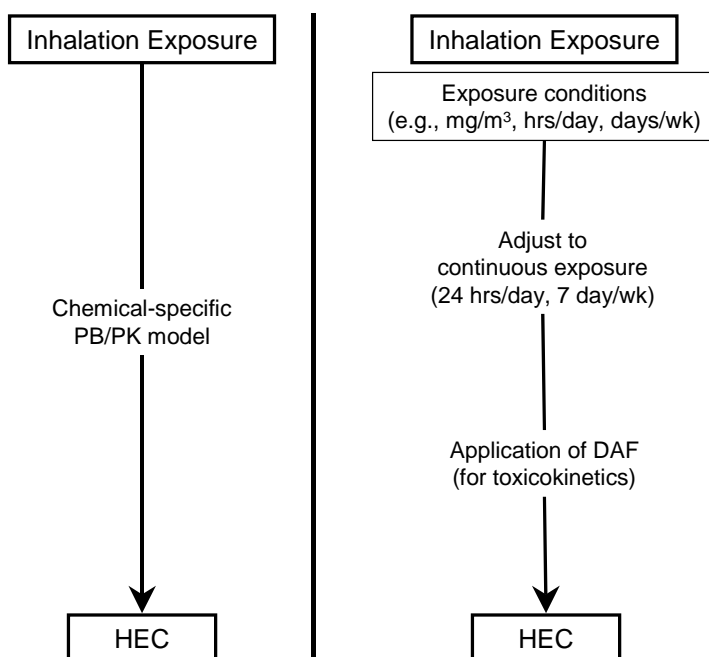 Inhalation Exposure
Chemical-specific
PB/PK model
HEC
Inhalation Exposure
Exposure conditions
(e.g., mg/m³, hrs/day, days/wk)
Adjust to
continuous exposure
(24 hrs/day, 7 day/wk)
Application of DAF
(for toxicokinetics)
HEC